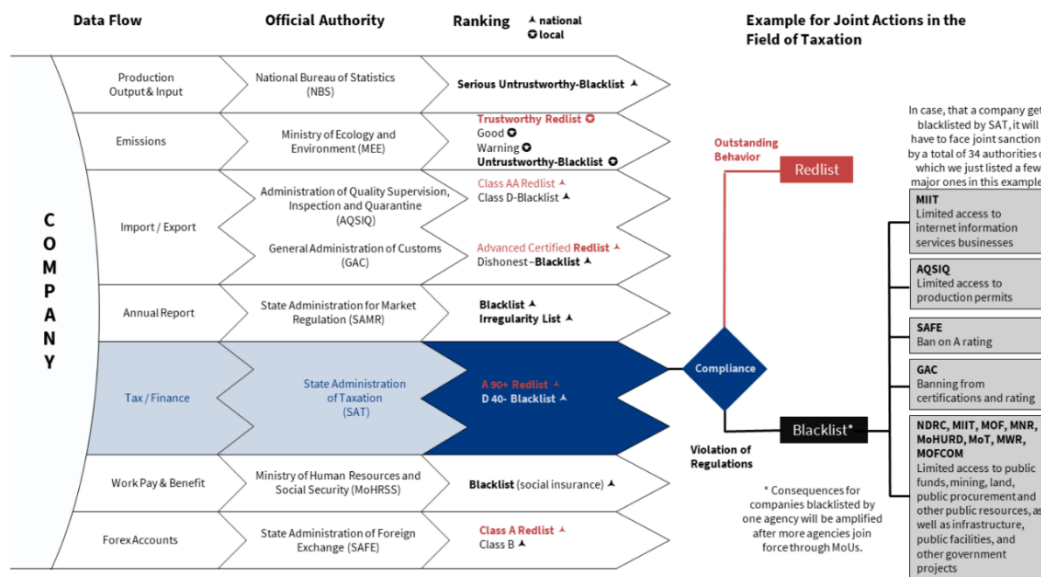 Data Flow
Official Authority
Ranking
national
local
Example for Joint Actions in the
Field of Taxation
COMPANY
Production
Output & Input
National Bureau of Statistics
(NBS)
Serious Untrustworthy-Blacklist
Emissions
Ministry of Ecology and
Environment (MEE)
Trustworthy Redlist
Good
Warning
Untrustworthy-Blacklist
Import / Export
Administration of Quality Supervision,
Inspection and Quarantine
(AQSIQ)
Class AA Redlist
Class D-Blacklist
General Administration of Customs
(GAC)
Advanced Certified Redlist
Dishonest–Blacklist
Annual Report
State Administration for Market
Regulation (SAMR)
Blacklist
Irregularity List
Tax / Finance
State Administration
of Taxation
(SAT)
A 90+ Redlist
D 40- Blacklist
Work Pay & Benefit
Ministry of Human Resources and
Social Security (MoHRSS)
Blacklist (social insurance)
Forex Accounts
State Administration of Foreign
Exchange (SAFE)
Class A Redlist
Class B
Compliance
Outstanding
Behavior
Redlist
Violation of
Regulations
Blacklist*
* Consequences for
companies blacklisted by
one agency will be amplified
after more agencies join
force through MoUs.
In case, that a company get
blacklisted by SAT, it will
have to face joint sanction
by a total of 34 authorities o
which we just listed a few
major ones in this example
MIIT
Limited access to
internet information
services businesses
AQSIQ
Limited access to
production permits
SAFE
Ban on A rating
GAC
Banning from
certifications and rating
NDRC, MIIT, MOF, MNR,
MoHURD, MoT, MWR,
MOFCOM
Limited access to public
funds, mining, land,
public procurement and
other public resources, as
well as infrastructure,
public facilities, and
other government
projects